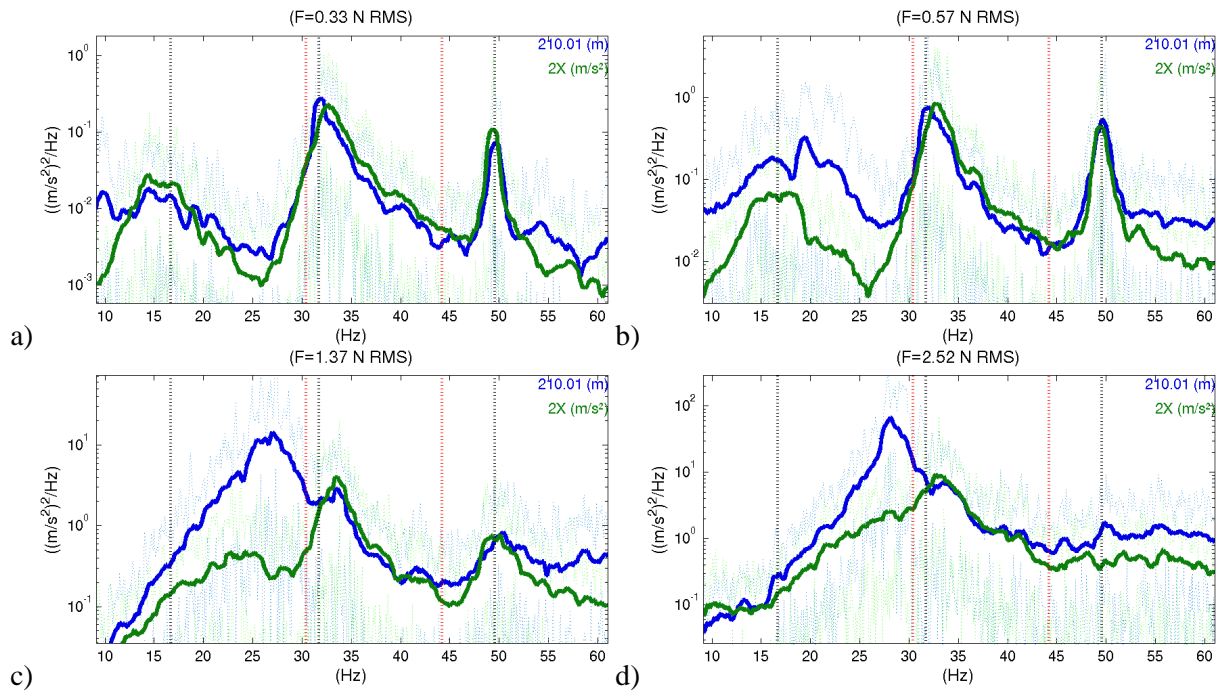 (F=0.33 N RMS)
210.01 (m)
2X (m/s²)
10⁰
10⁻¹
10⁻²
10⁻³
((m/s²)²/Hz)
10 15 20 25 30 35 40 45 50 55 60
(Hz)
a)
(F=0.57 N RMS)
210.01 (m)
2X (m/s²)
10⁰
10⁻¹
10⁻²
((m/s²)²/Hz)
10 15 20 25 30 35 40 45 50 55 60
(Hz)
b)
(F=1.37 N RMS)
210.01 (m)
2X (m/s²)
10¹
10⁰
10⁻¹
((m/s²)²/Hz)
10 15 20 25 30 35 40 45 50 55 60
(Hz)
c)
(F=2.52 N RMS)
210.01 (m)
2X (m/s²)
10²
10¹
10⁰
10⁻¹
((m/s²)²/Hz)
10 15 20 25 30 35 40 45 50 55 60
(Hz)
d)